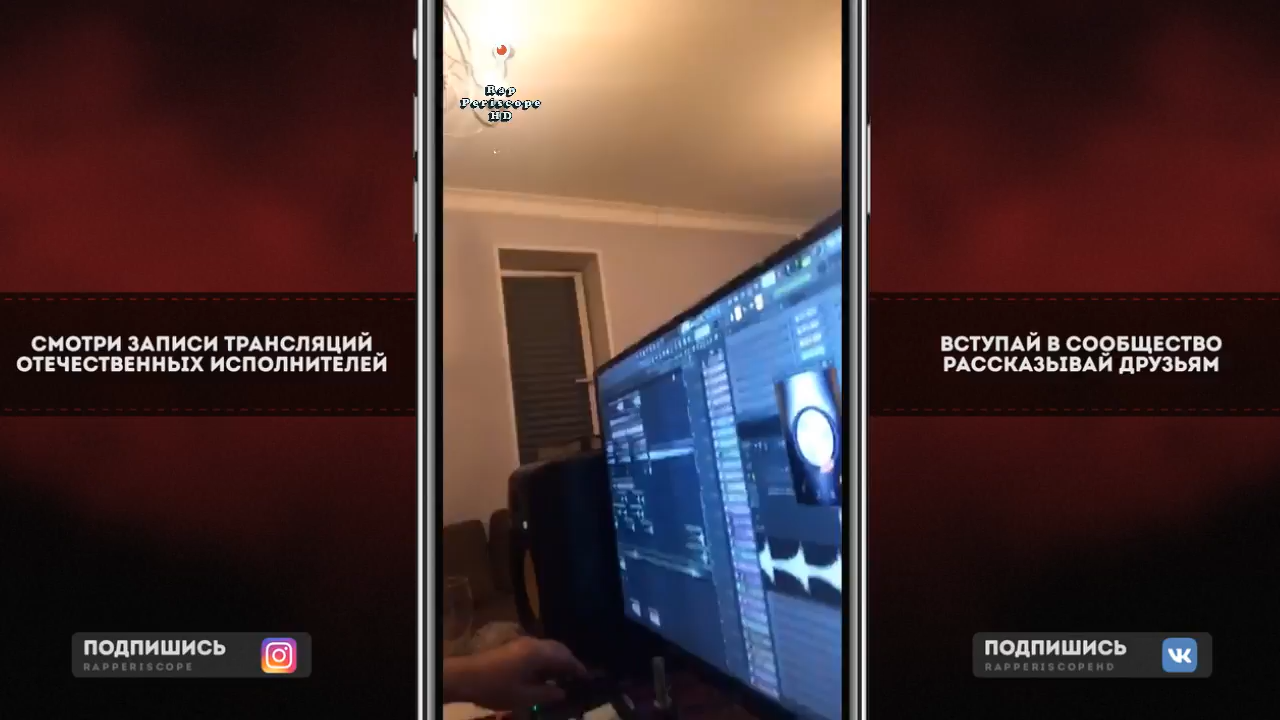 Rap
Periscope
HD
СМОТРИ ЗАПИСИ ТРАНСЛЯЦИЙ
ОТЕЧЕСТВЕННЫХ ИСПОЛНИТЕЛЕЙ
ВСТУПАЙ В СООБЩЕСТВО
РАССКАЗЫВАЙ ДРУЗЬЯМ
ПОДПИШИСЬ
RAPPERISCOPE
ПОДПИШИСЬ
RAPPERISCOPEHD